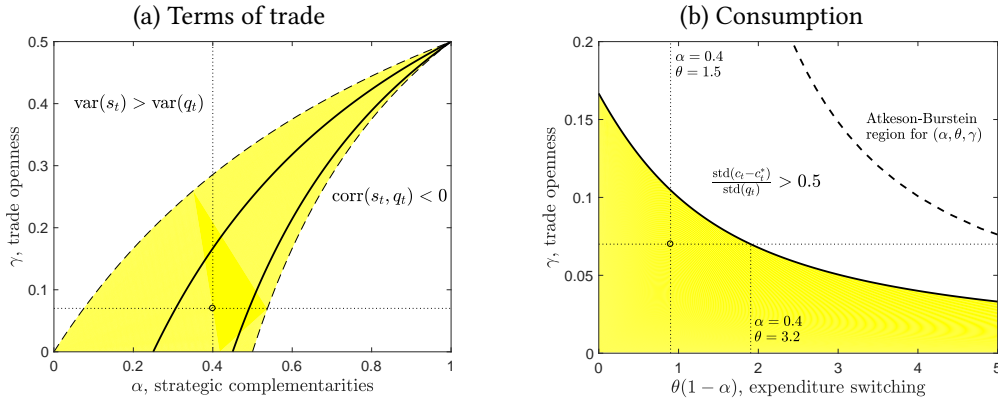 (a) Terms of trade
0.5
0.4
0.3
0.2
0.1
0
γ, trade openness
var(s_t) > var(q_t)
corr(s_t, q_t) < 0
0 0.2 0.4 0.6 0.8 1
α, strategic complementarities
(b) Consumption
0.2
0.15
0.1
0.05
0
γ, trade openness
α = 0.4
θ = 1.5
Atkeson-Burstein
region for (α, θ, γ)
std(c_t−c_t^*)
std(q_t)
> 0.5
α = 0.4
θ = 3.2
0 1 2 3 4 5
θ(1 − α), expenditure switching